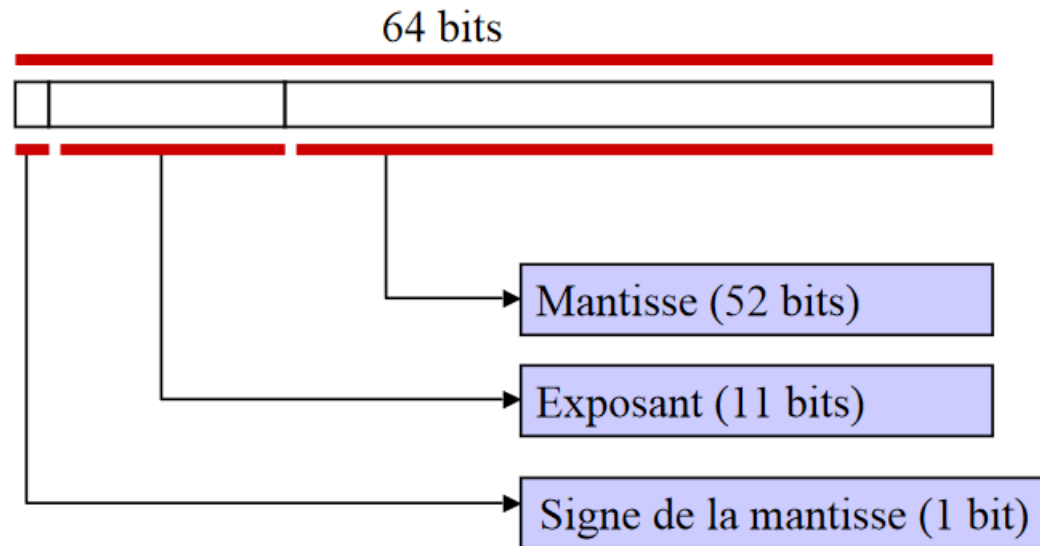 64 bits
Mantisse (52 bits)
Exposant (11 bits)
Signe de la mantisse (1 bit)